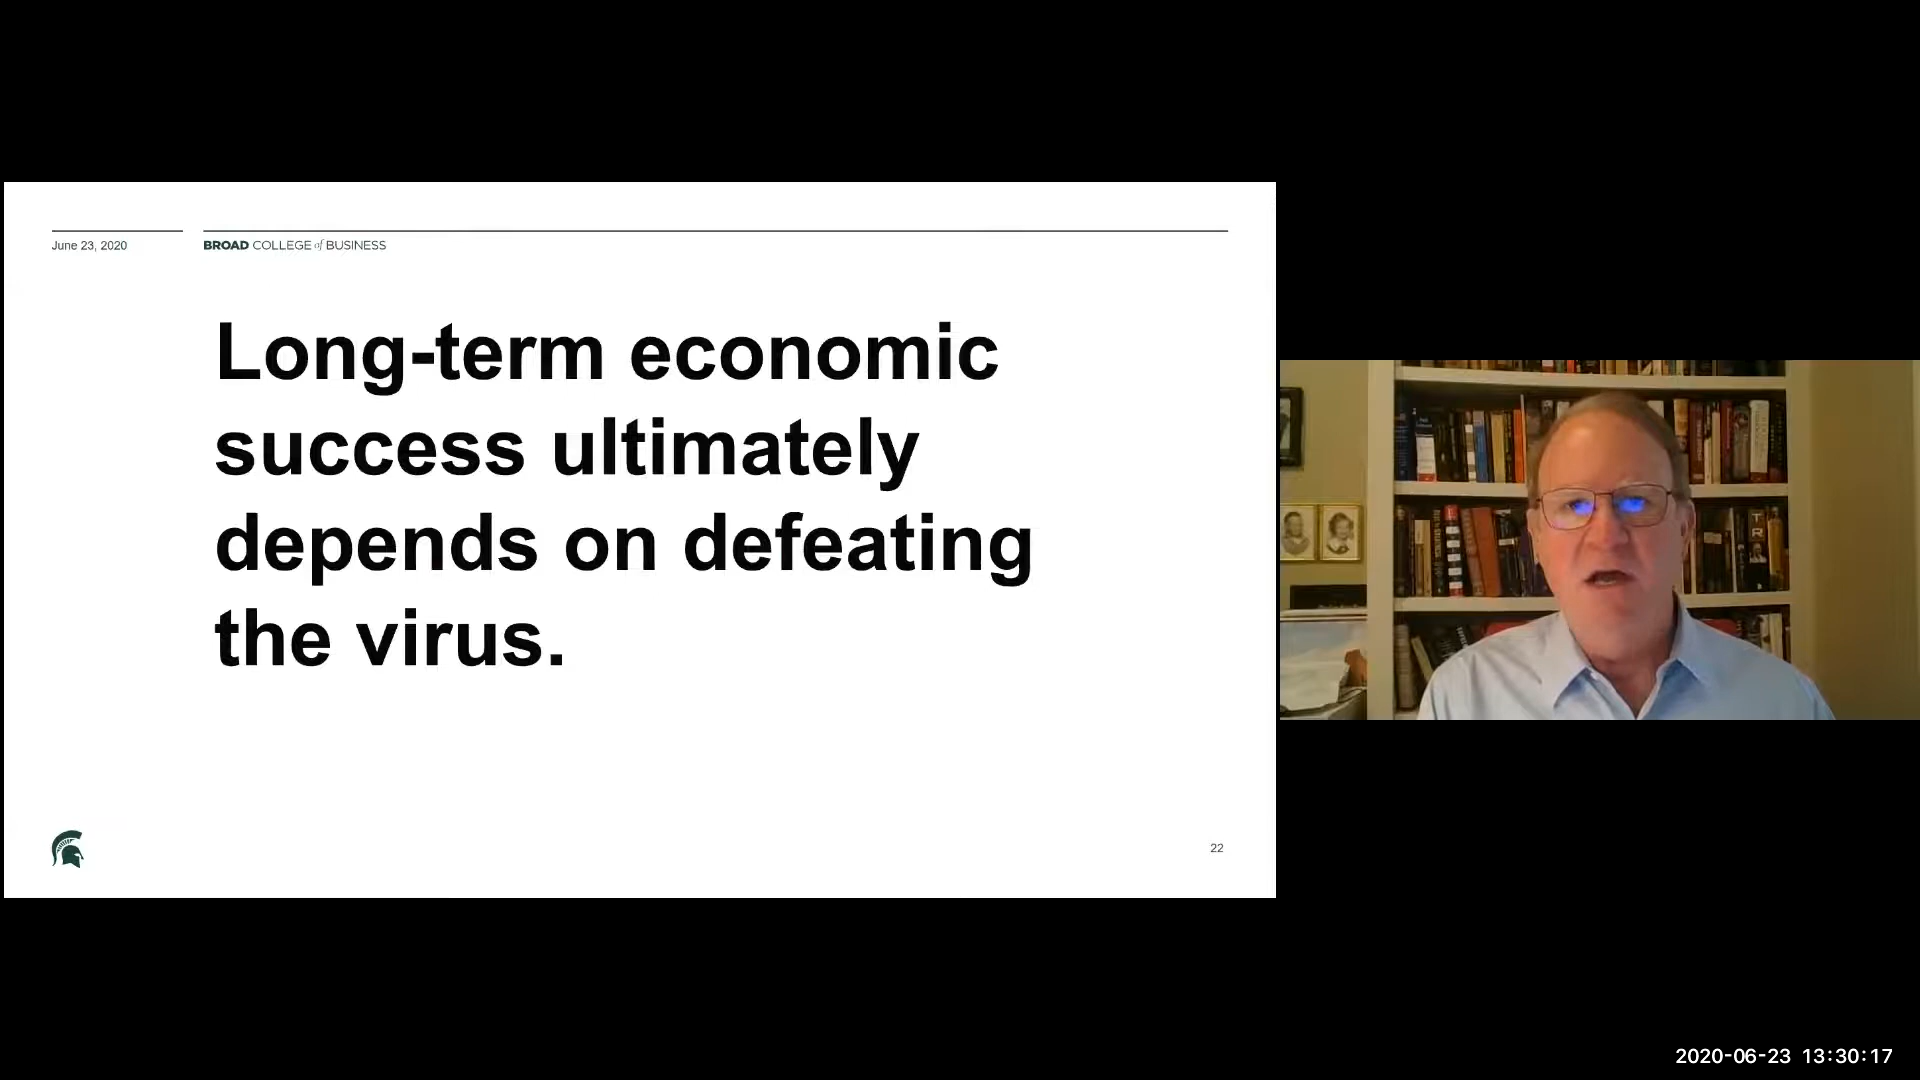 June 23, 2020
BROAD COLLEGE of BUSINESS
Long-term economic
success ultimately
depends on defeating
the virus.
22
2020-06-23 13:30:17